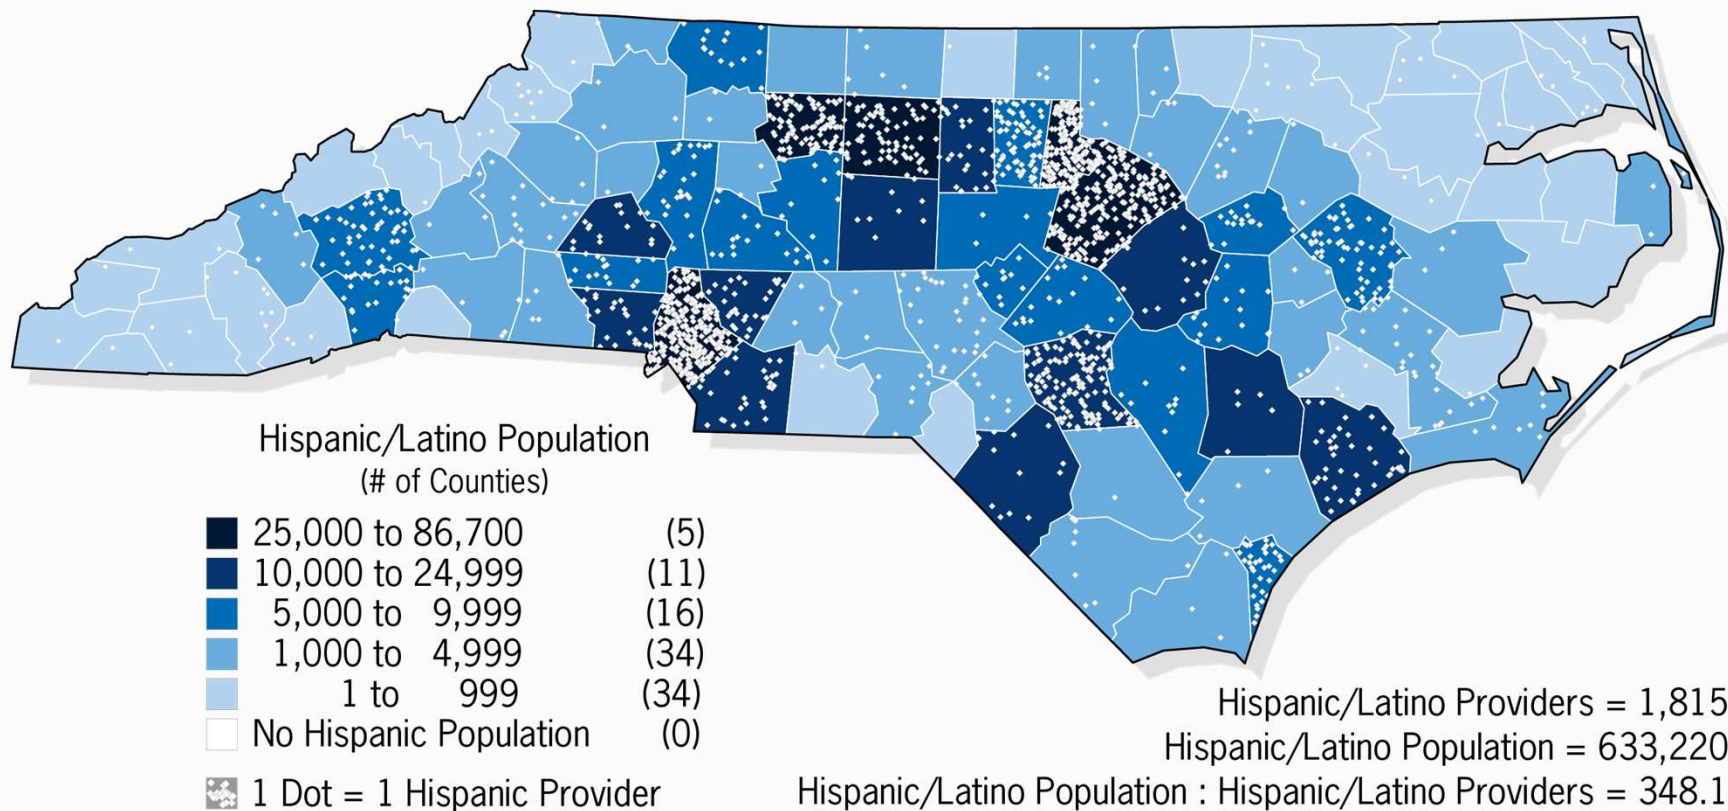 Hispanic/Latino Population
(# of Counties)
25,000 to 86,700 (5)
10,000 to 24,999 (11)
5,000 to 9,999 (16)
1,000 to 4,999 (34)
1 to 999 (34)
No Hispanic Population (0)
1 Dot = 1 Hispanic Provider
Hispanic/Latino Providers = 1,815
Hispanic/Latino Population = 633,220
Hispanic/Latino Population : Hispanic/Latino Providers = 348.1